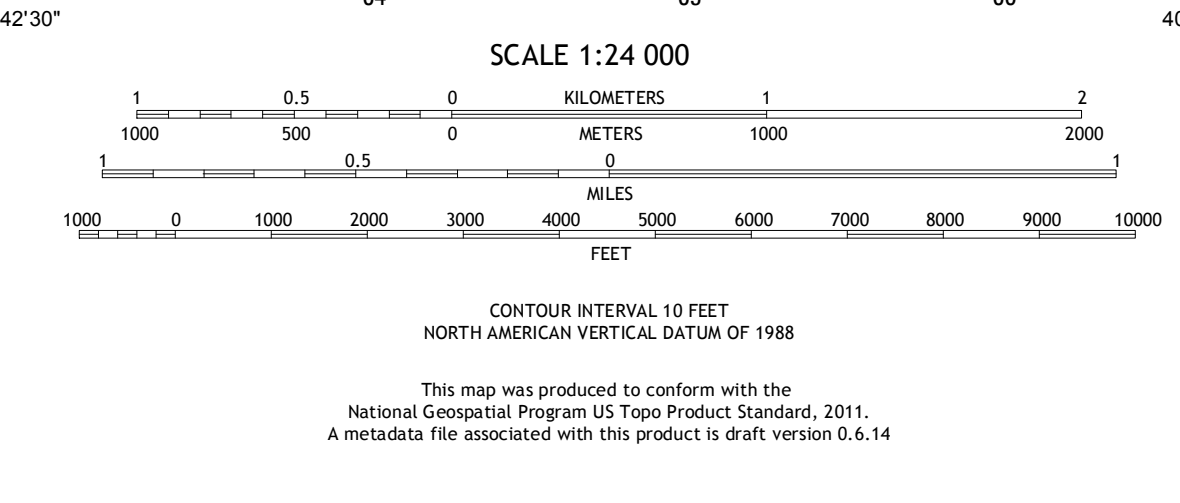 42'30"
SCALE 1:24 000
1 0.5 0 KILOMETERS 1 2
1000 500 0 METERS 1000 2000
1 0.5 0 1
MILES
1000 0 1000 2000 3000 4000 5000 6000 7000 8000 9000 10000
FEET
CONTOUR INTERVAL 10 FEET
NORTH AMERICAN VERTICAL DATUM OF 1988
This map was produced to conform with the
National Geospatial Program US Topo Product Standard, 2011.
A metadata file associated with this product is draft version 0.6.14